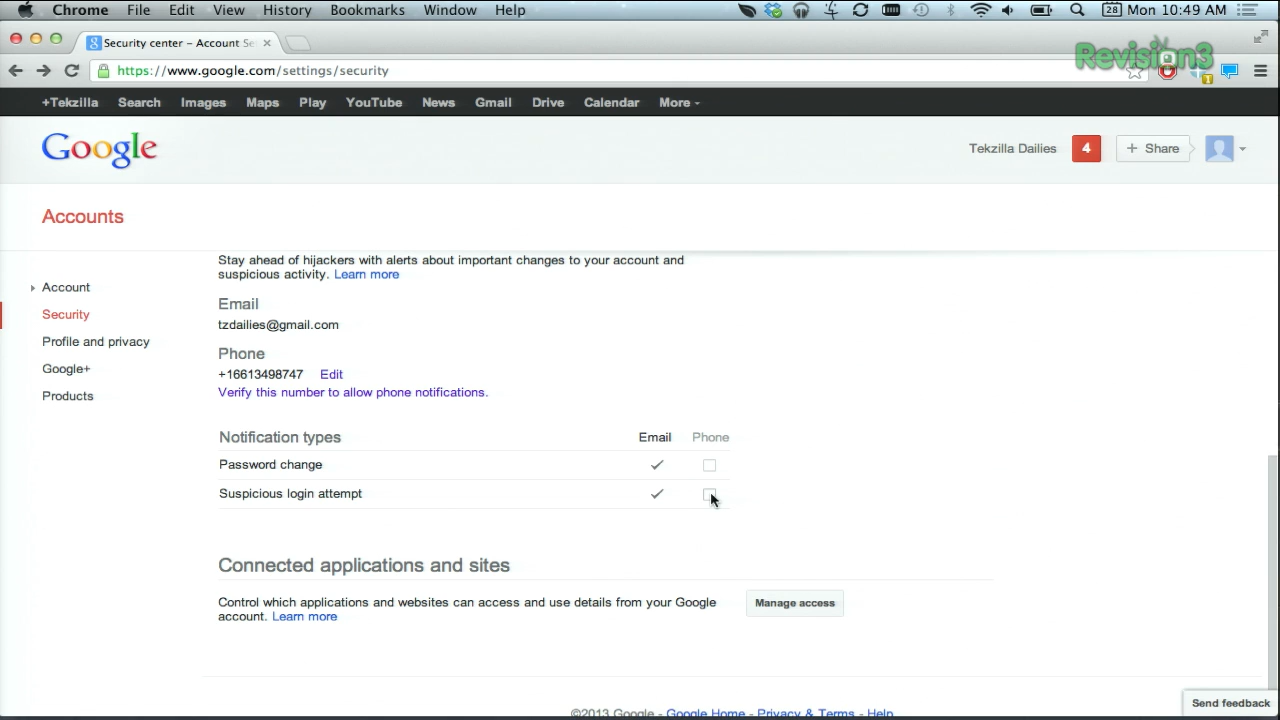 Chrome File Edit View History Bookmarks Window Help 28 Mon 10:49 AM
Security center – Account Se
Revision3
https://www.google.com/settings/security
+Tekzilla Search Images Maps Play YouTube News Gmail Drive Calendar More
Google
Tekzilla Dailies 4 + Share
Accounts
Stay ahead of hijackers with alerts about important changes to your account and
suspicious activity. Learn more
Account
Security
Profile and privacy
Google+
Products
Email
tzdailies@gmail.com
Phone
+16613498747 Edit
Verify this number to allow phone notifications.
Notification types Email Phone
Password change
Suspicious login attempt
Connected applications and sites
Control which applications and websites can access and use details from your Google
account. Learn more
Manage access
©2013 Google - Google Home - Privacy & Terms - Help
Send feedback